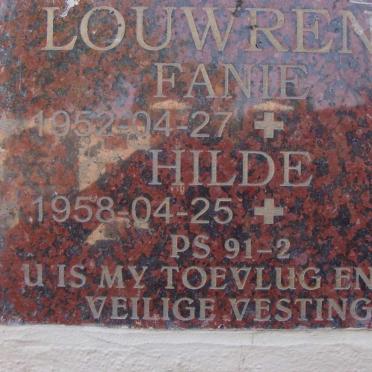 LOUWREN
FANIE
1952-04-27 ✚
HILDE
1958-04-25 ✚
PS 91-2
U IS MY TOEVLUG EN
VEILIGE VESTING